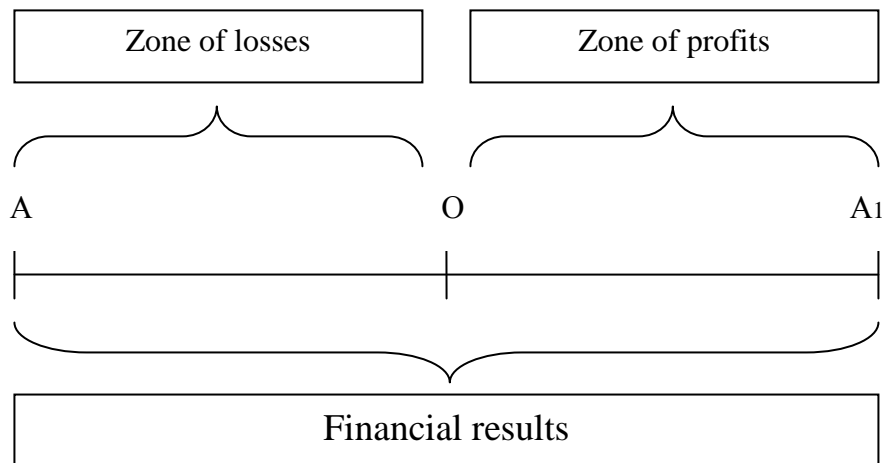 Zone of losses
Zone of profits
A
O
A1
Financial results